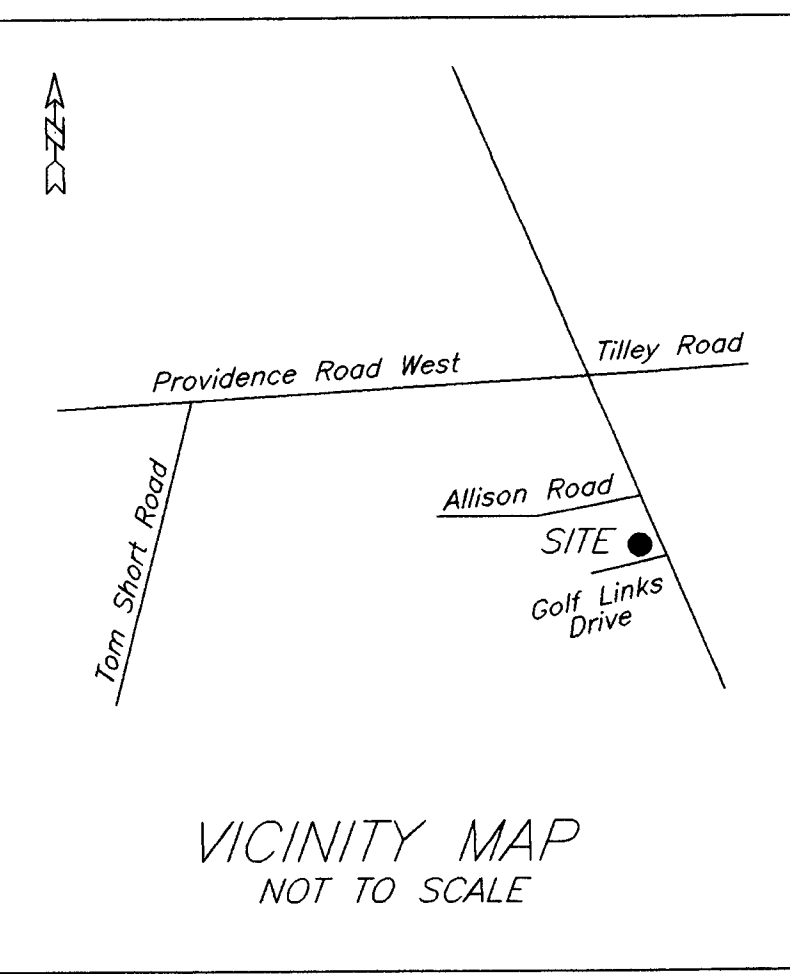 N
Tilley Road
Providence Road West
Tom Short Road
Allison Road
SITE
Golf Links
Drive
VICINITY MAP
NOT TO SCALE